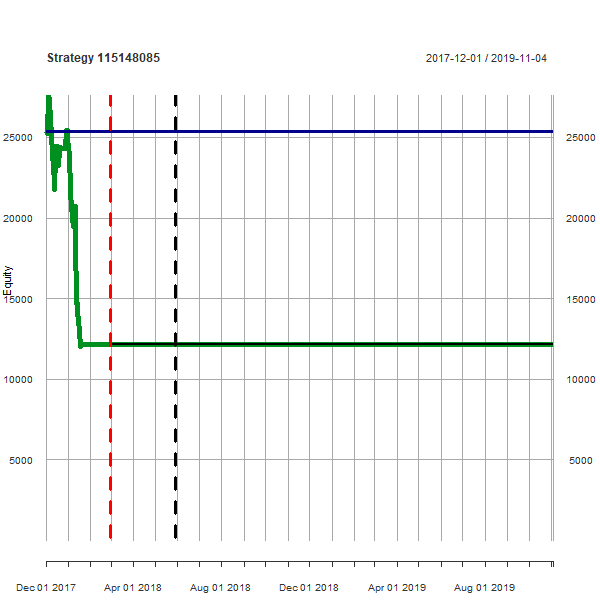 Strategy 115148085
2017-12-01 / 2019-11-04
25000
25000
20000
20000
Equity
15000
15000
10000
10000
5000
5000
Dec 01 2017
Apr 01 2018
Aug 01 2018
Dec 01 2018
Apr 01 2019
Aug 01 2019